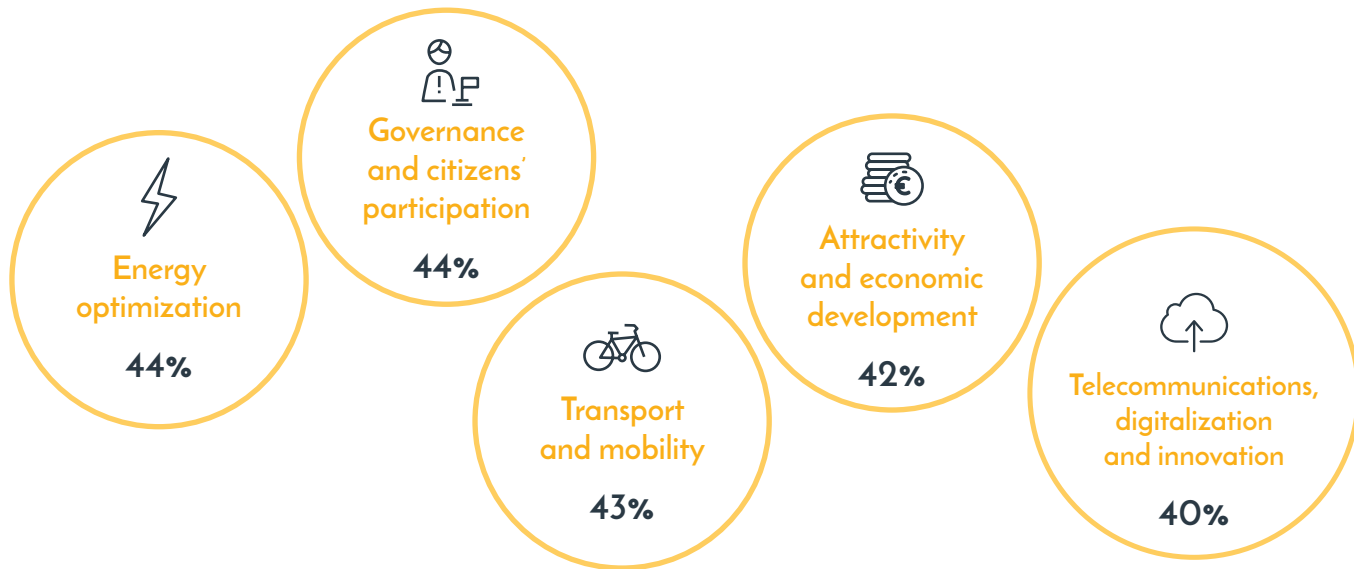 Energy
optimization
44%
Governance
and citizens'
participation
44%
Transport
and mobility
43%
€
Attractivity
and economic
development
42%
Telecommunications,
digitalization
and innovation
40%